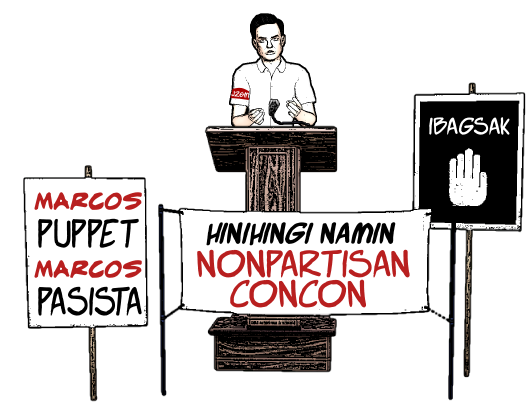 IBAGSAK
MARCOS
PUPPET
MARCOS
PASISTA
HINIHINGI NAMIN
NONPARTISAN
CONCON